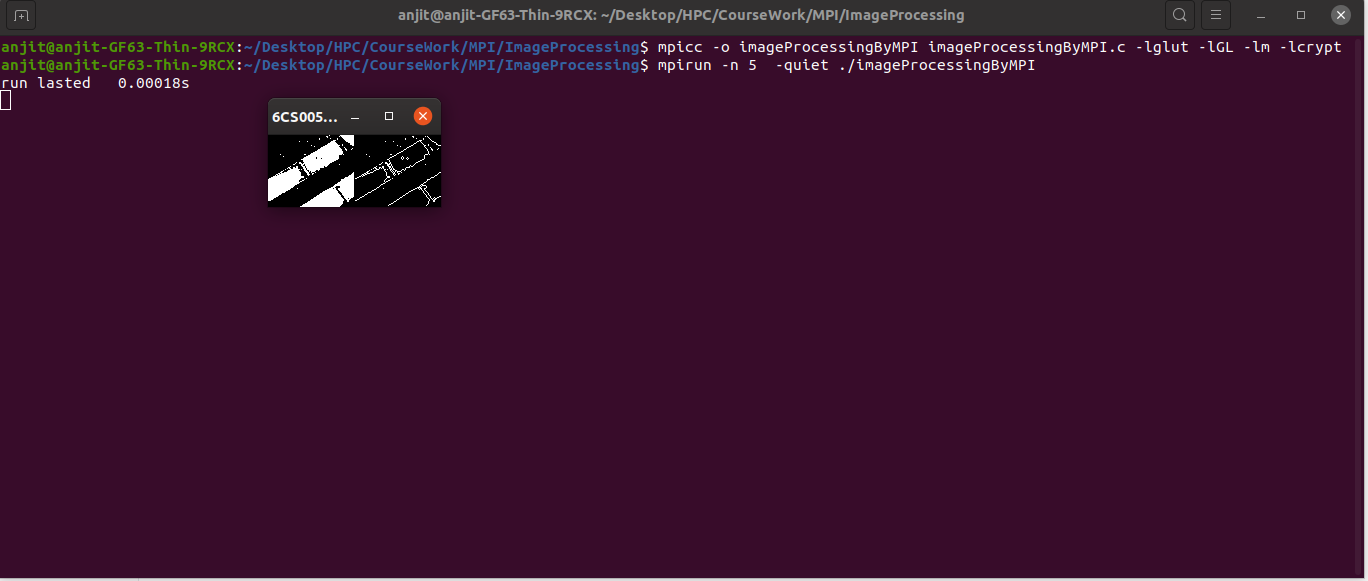 anjit@anjit-GF63-Thin-9RCX: ~/Desktop/HPC/CourseWork/MPI/ImageProcessing
anjit@anjit-GF63-Thin-9RCX:~/Desktop/HPC/CourseWork/MPI/ImageProcessing$ mpicc -o imageProcessingByMPI imageProcessingByMPI.c -lglut -lGL -lm -lcrypt
anjit@anjit-GF63-Thin-9RCX:~/Desktop/HPC/CourseWork/MPI/ImageProcessing$ mpirun -n 5  -quiet ./imageProcessingByMPI
run lasted   0.00018s
6CS005...